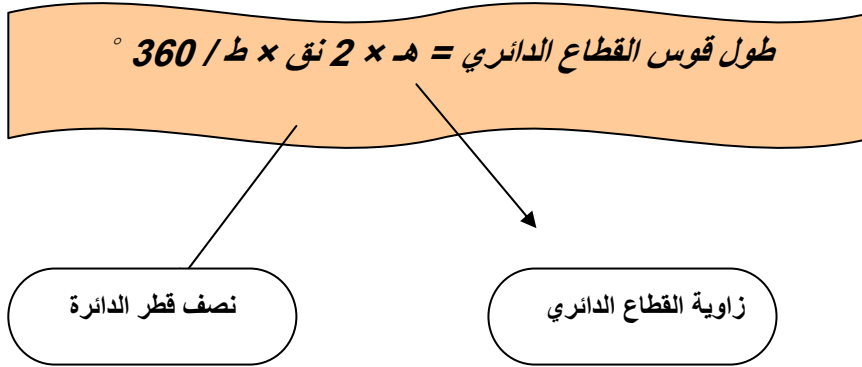 طول قوس القطاع الدائري = هـ × 2 نق × ط / 360 °
زاوية القطاع الدائري
نصف قطر الدائرة